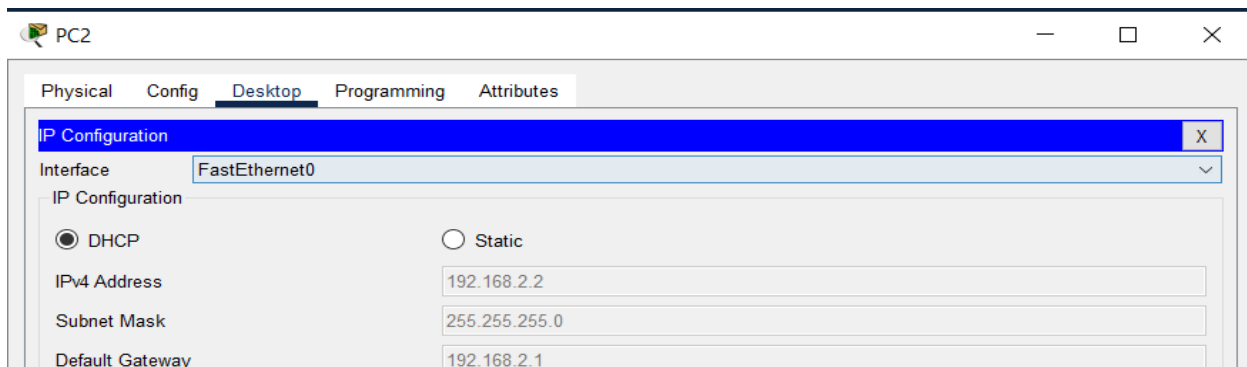 PC2
Physical Config Desktop Programming Attributes
IP Configuration X
Interface FastEthernet0
IP Configuration
DHCP Static
IPv4 Address 192.168.2.2
Subnet Mask 255.255.255.0
Default Gateway 192.168.2.1